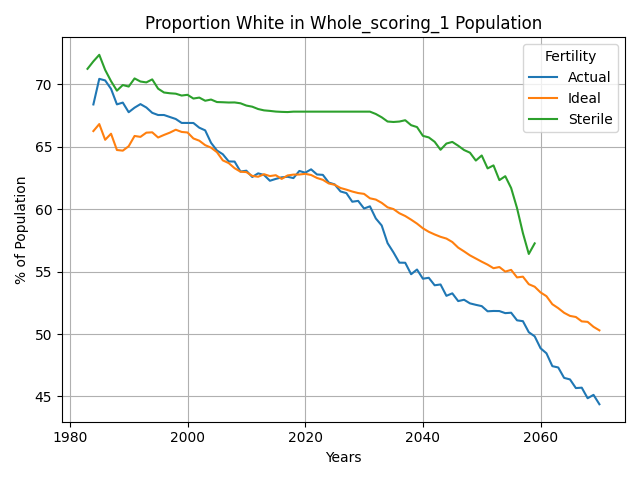 Proportion White in Whole_scoring_1 Population
Fertility
Actual
Ideal
Sterile
% of Population
70
65
60
55
50
45
1980
2000
2020
2040
2060
Years